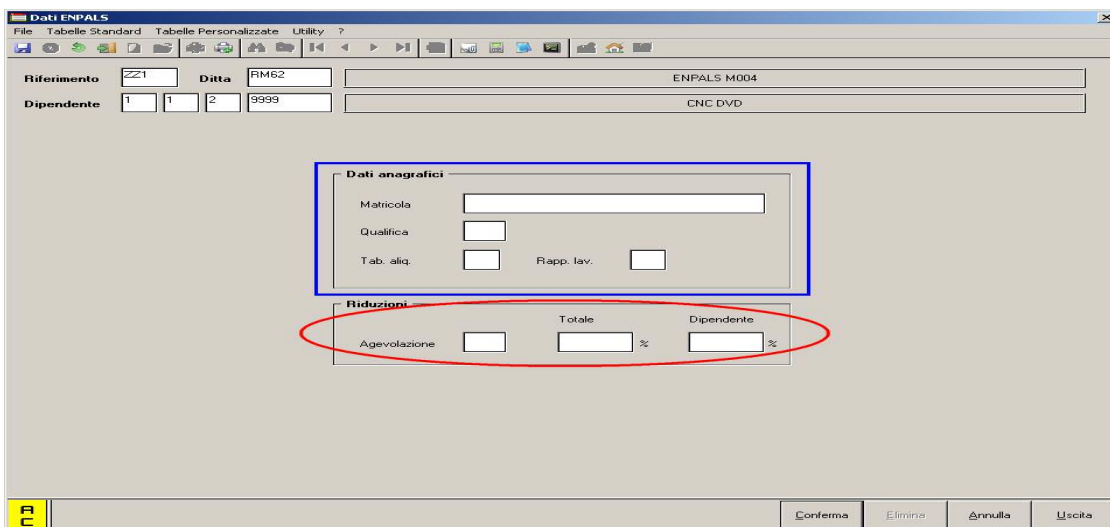 Dati ENPALS
File Tabelle Standard Tabelle Personalizzate Utility ?
Riferimento ZZ1 Ditta RM62 ENPALS M004
Dipendente 1 1 2 9999 CNC DVD
Dati anagrafici
Matricola
Qualifica
Tab. aliq. Rapp. lav.
Riduzioni
Totale Dipendente
Agevolazione % %
AC Conferma Elimina Annulla Uscita